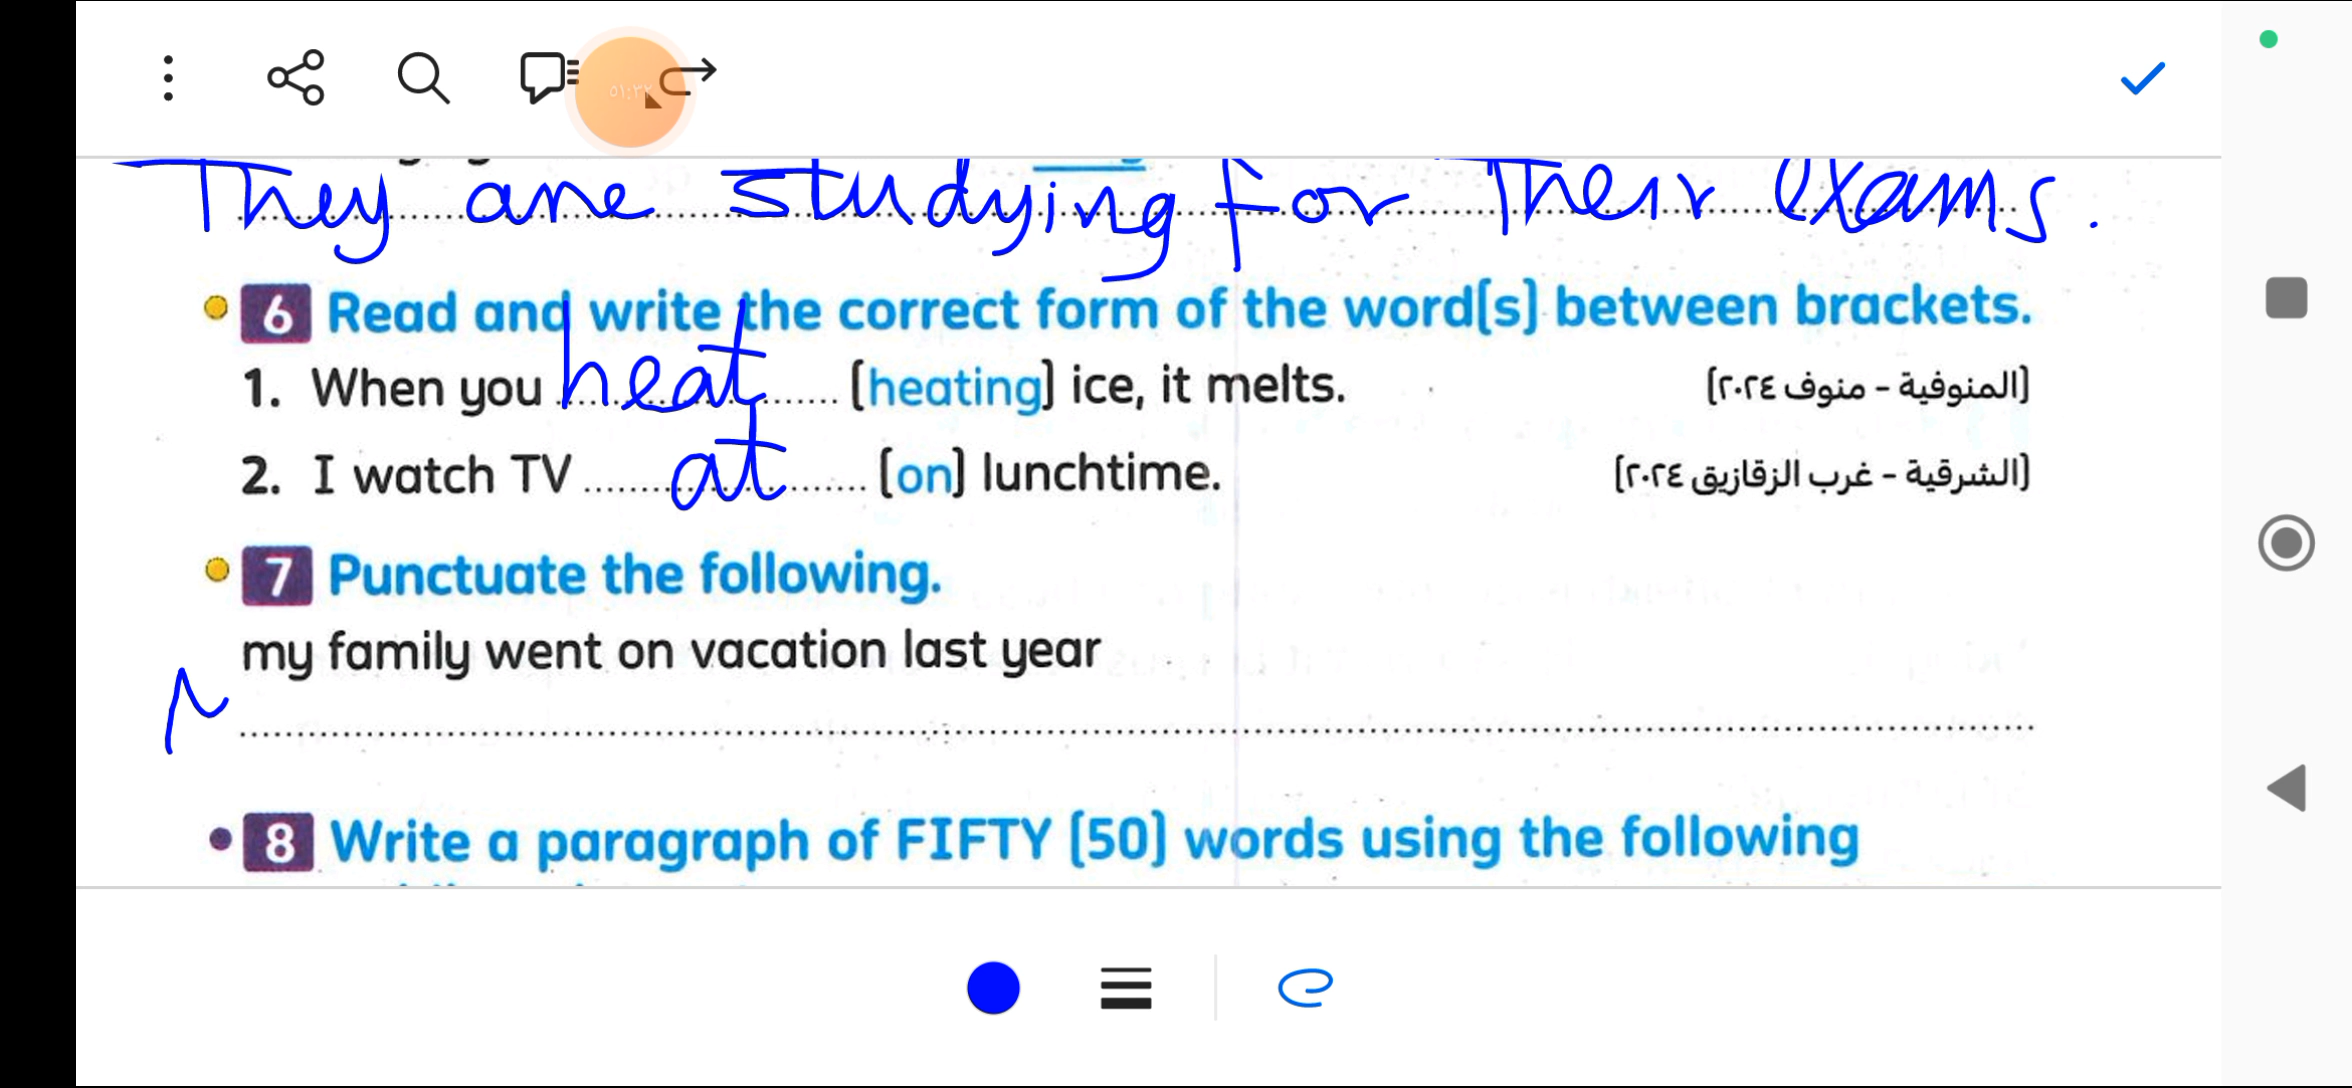 ٥١:٣٢
They are studying for Their exams.
6 Read and write the correct form of the word(s) between brackets.
1. When you heat (heating) ice, it melts. (المنوفية - منوف ٢٠٢٤)
2. I watch TV at (on) lunchtime. (الشرقية - غرب الزقازيق ٢٠٢٤)
7 Punctuate the following.
my family went on vacation last year
8 Write a paragraph of FIFTY (50) words using the following